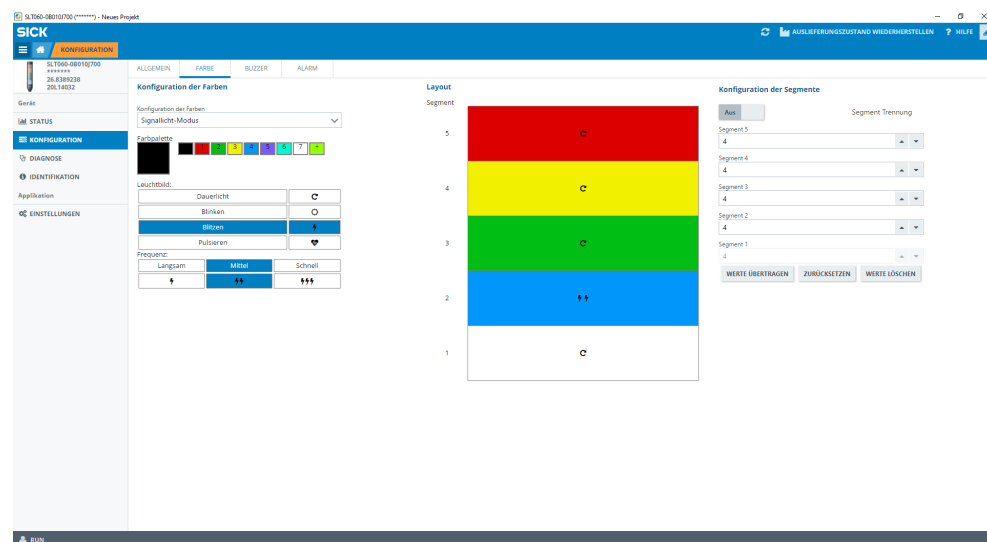 SLT060-0B010J700 (*******) - Neues Projekt
SICK
AUSLIEFERUNGSZUSTAND WIEDERHERSTELLEN
? HILFE
KONFIGURATION
SLT060-0B010J700
*******
26.8389238
20L14032
Gerät
STATUS
KONFIGURATION
DIAGNOSE
IDENTIFIKATION
Applikation
EINSTELLUNGEN
ALLGEMEIN FARBE BUZZER ALARM
Konfiguration der Farben
Konfiguration der Farben
Signallicht-Modus
Farbpalette
1 2 3 4 5 6 7 +
Leuchtbild:
Dauerlicht
Blinken
Blitzen
Pulsieren
Frequenz:
Langsam Mittel Schnell
Layout
Segment
5
4
3
2
1
Konfiguration der Segmente
Aus Segment Trennung
Segment 5
4
Segment 4
4
Segment 3
4
Segment 2
4
Segment 1
4
WERTE ÜBERTRAGEN ZURÜCKSETZEN WERTE LÖSCHEN
RUN